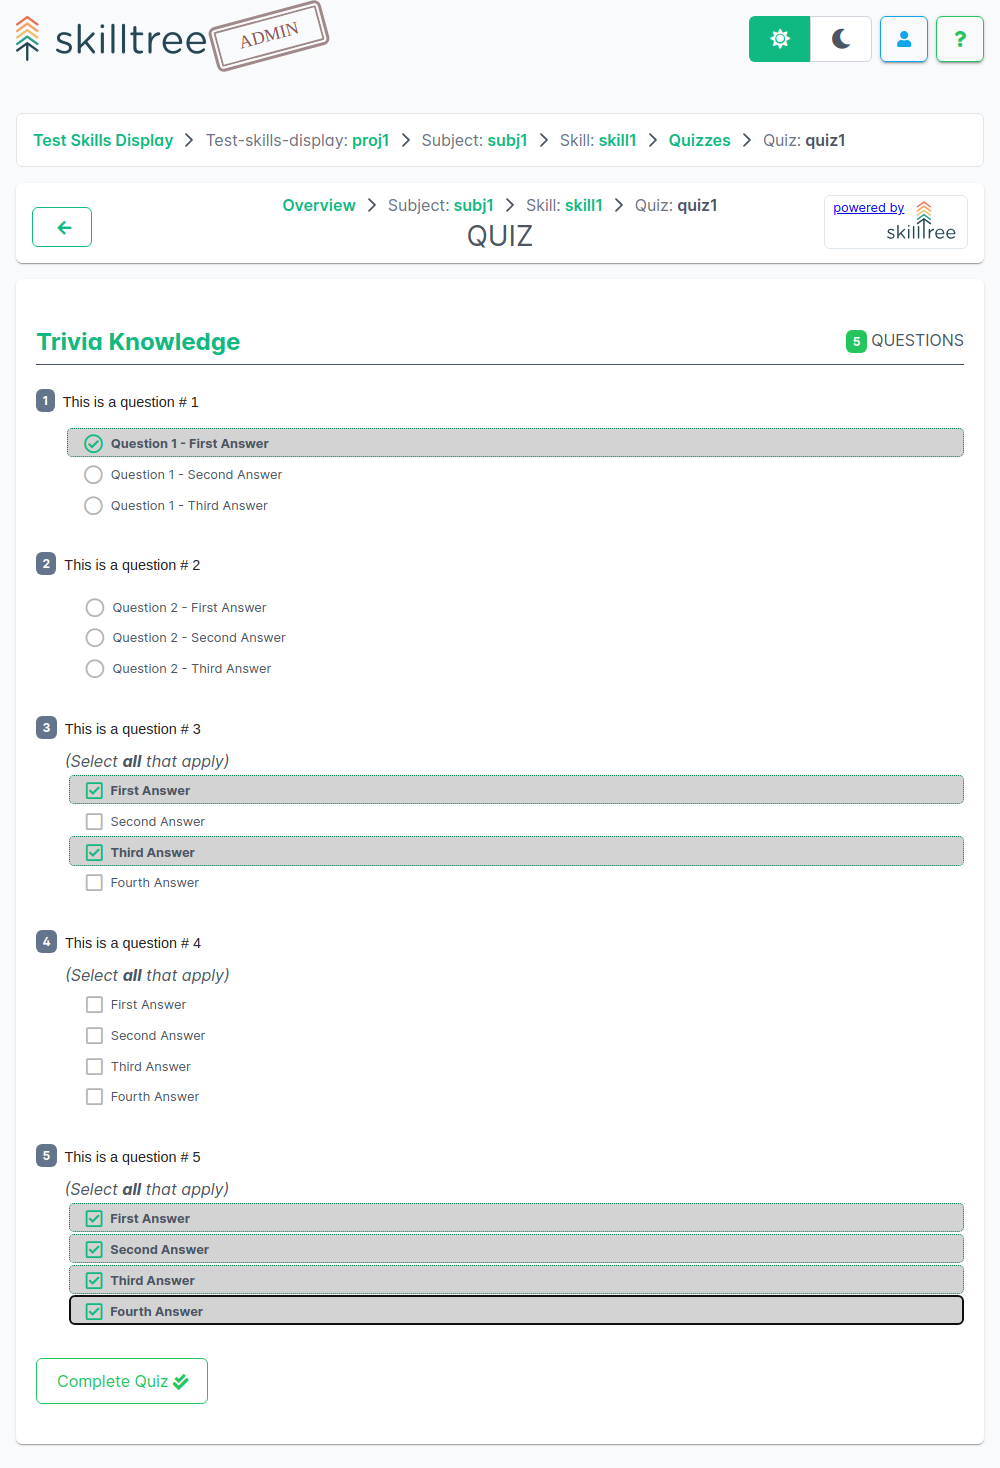 skilltree
ADMIN
?
Test Skills Display > Test-skills-display: proj1 > Subject: subj1 > Skill: skill1 > Quizzes > Quiz: quiz1
Overview > Subject: subj1 > Skill: skill1 > Quiz: quiz1
QUIZ
powered by
skilltree
Trivia Knowledge
5 QUESTIONS
1 This is a question # 1
Question 1 - First Answer
Question 1 - Second Answer
Question 1 - Third Answer
2 This is a question # 2
Question 2 - First Answer
Question 2 - Second Answer
Question 2 - Third Answer
3 This is a question # 3
(Select all that apply)
First Answer
Second Answer
Third Answer
Fourth Answer
4 This is a question # 4
(Select all that apply)
First Answer
Second Answer
Third Answer
Fourth Answer
5 This is a question # 5
(Select all that apply)
First Answer
Second Answer
Third Answer
Fourth Answer
Complete Quiz